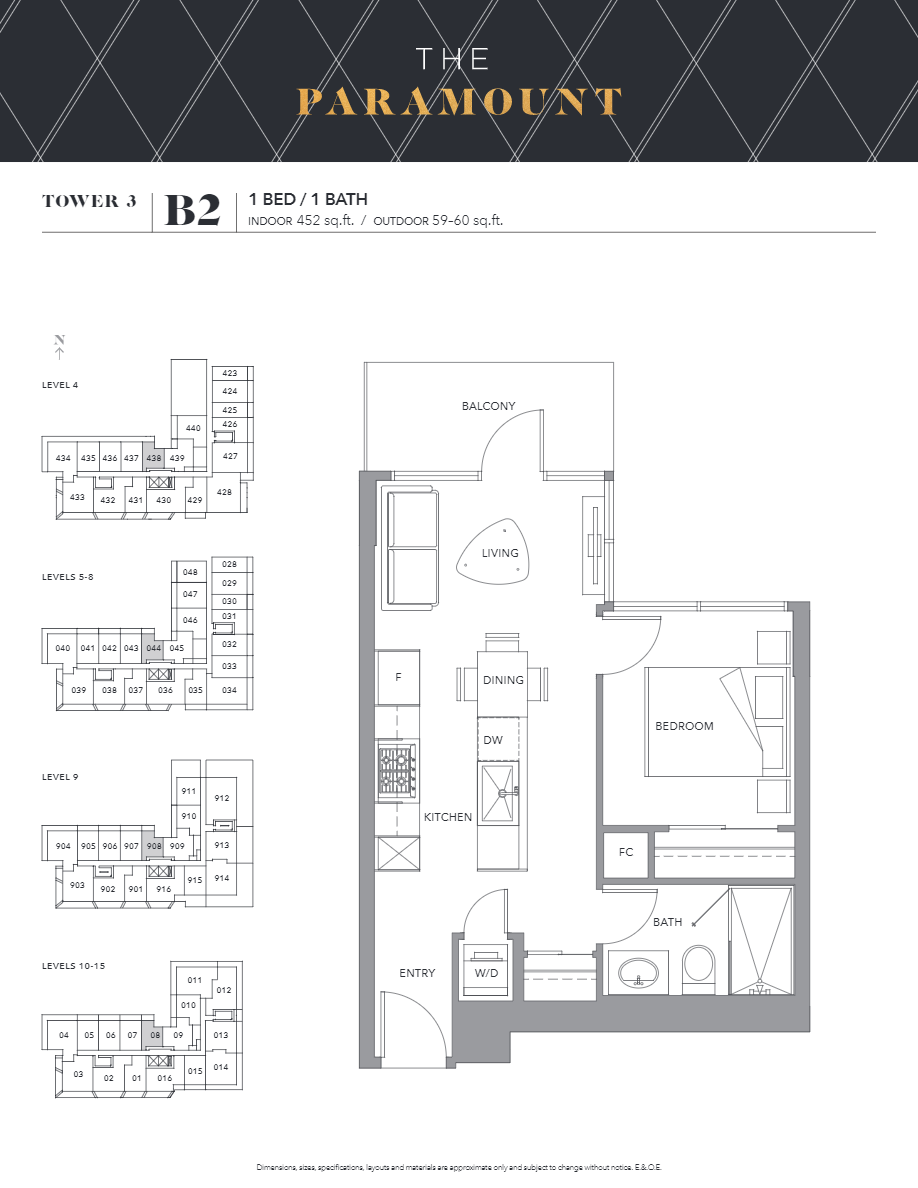 THE
PARAMOUNT
TOWER 3
B2
1 BED / 1 BATH
INDOOR 452 sq.ft. / OUTDOOR 59-60 sq.ft.
N
LEVEL 4
423
424
425
426
440
427
434 435 436 437 438 439
433 432 431 430 429 428
LEVELS 5-8
028
048
029
047
030
031
046
032
040 041 042 043 044 045
033
039 038 037 036 035 034
LEVEL 9
911
912
910
904 905 906 907 908 909
913
903 902 901 916 915 914
LEVELS 10-15
011
012
010
04 05 06 07 08 09
013
03 02 01 016 015 014
BALCONY
LIVING
F
DINING
DW
BEDROOM
KITCHEN
FC
BATH
ENTRY
W/D
Dimensions, sizes, specifications, layouts and materials are approximate only and subject to change without notice. E.&O.E.